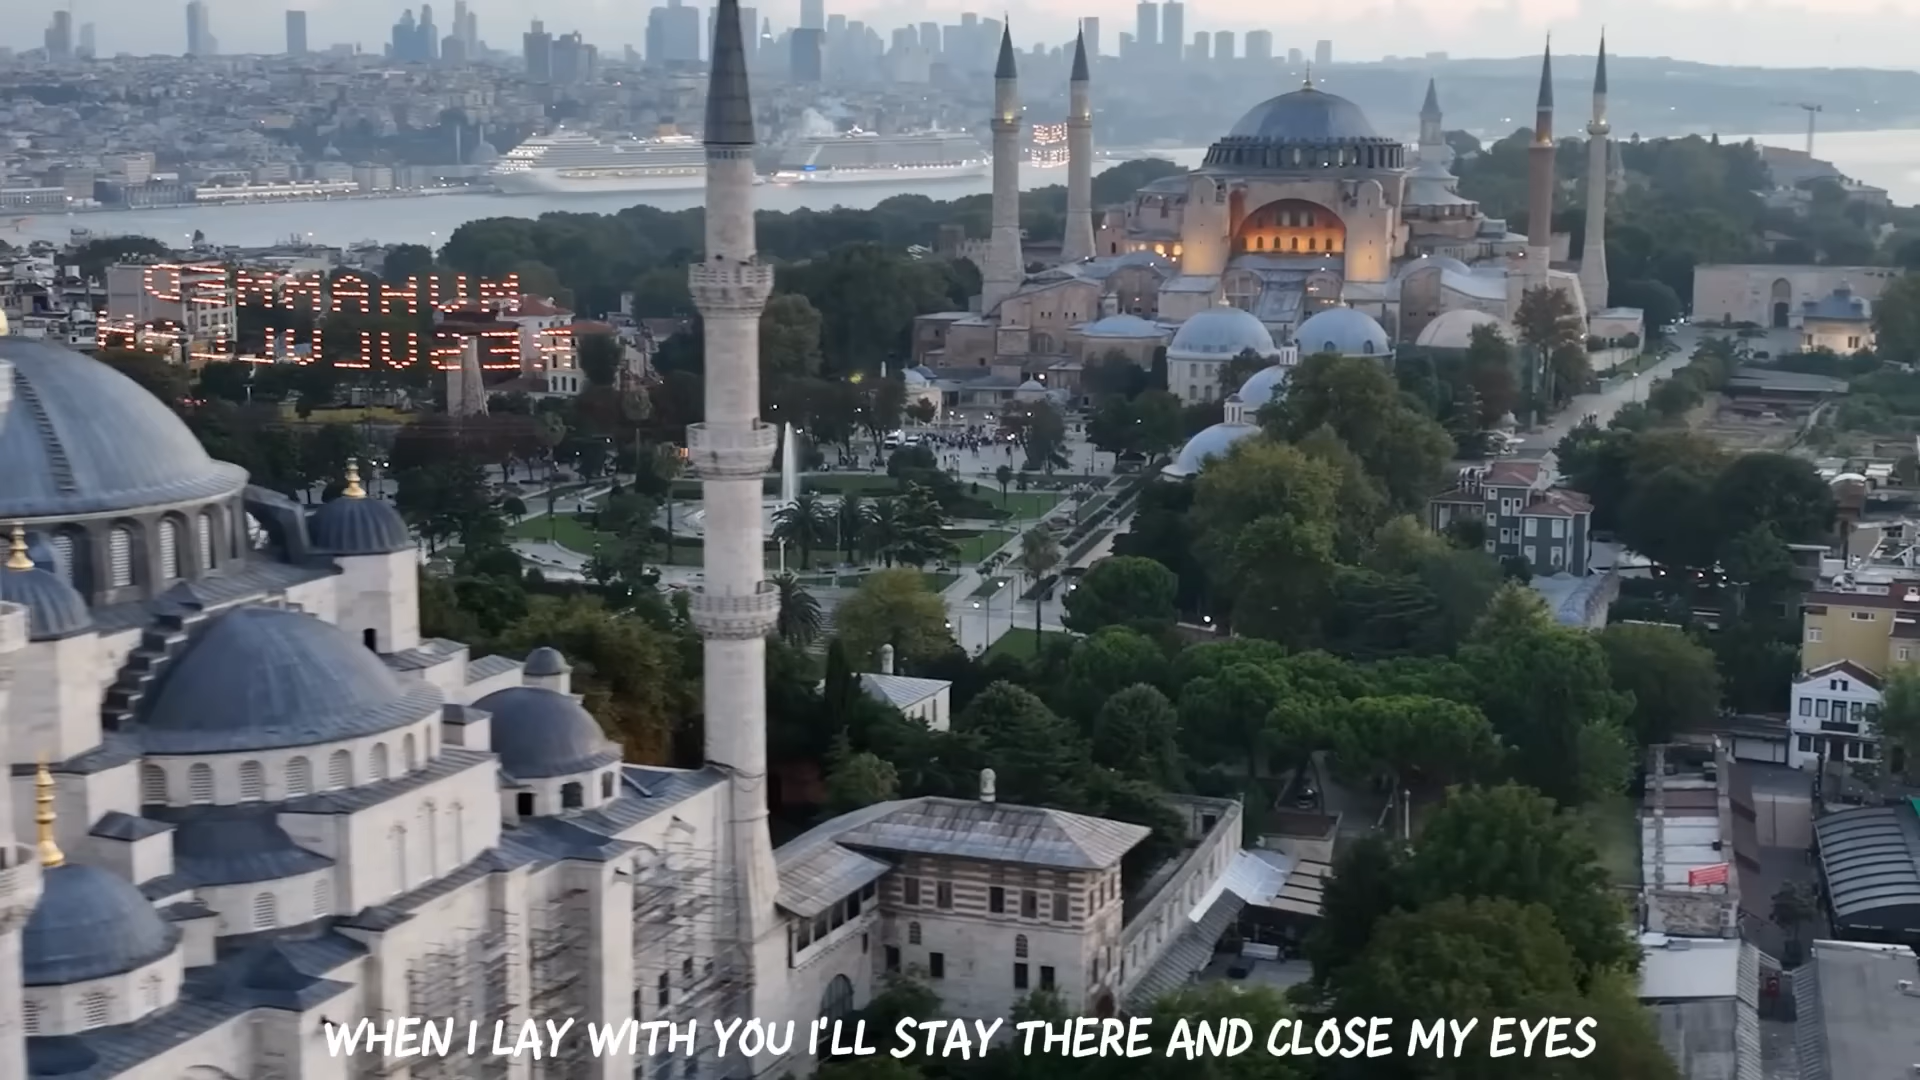 MUHAMMED
RESULULLAH
WHEN I LAY WITH YOU I'LL STAY THERE AND CLOSE MY EYES